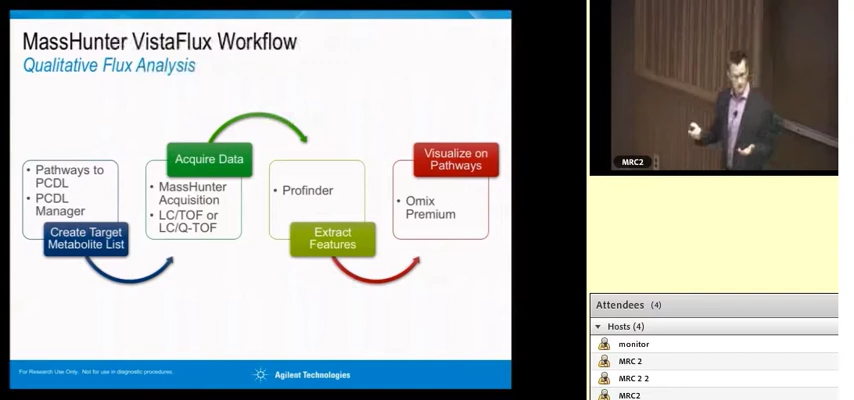 MassHunter VistaFlux Workflow
Qualitative Flux Analysis
• Pathways to
PCDL
• PCDL
Manager
Create Target
Metabolite List
Acquire Data
• MassHunter
Acquisition
• LC/TOF or
LC/Q-TOF
• Profinder
Extract
Features
Visualize on
Pathways
• Omix
Premium
For Research Use Only. Not for use in diagnostic procedures.
Agilent Technologies
MRC2
Attendees (4)
Hosts (4)
monitor
MRC 2
MRC 2 2
MRC2